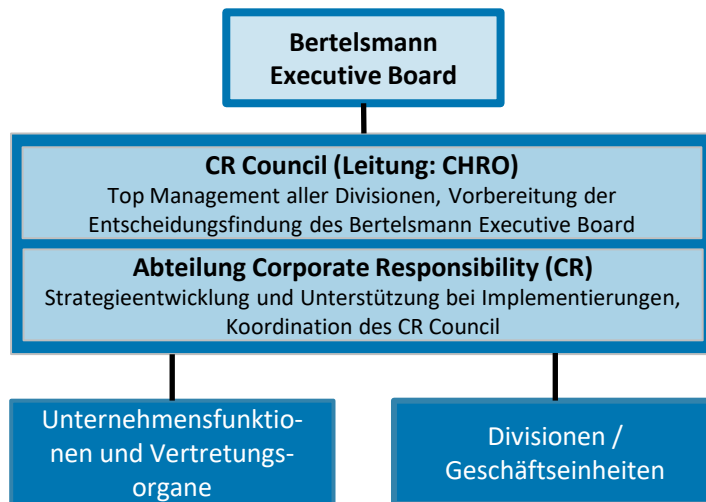 Bertelsmann
Executive Board
CR Council (Leitung: CHRO)
Top Management aller Divisionen, Vorbereitung der
Entscheidungsfindung des Bertelsmann Executive Board
Abteilung Corporate Responsibility (CR)
Strategieentwicklung und Unterstützung bei Implementierungen,
Koordination des CR Council
Unternehmensfunktio-
nen und Vertretungs-
organe
Divisionen /
Geschäftseinheiten